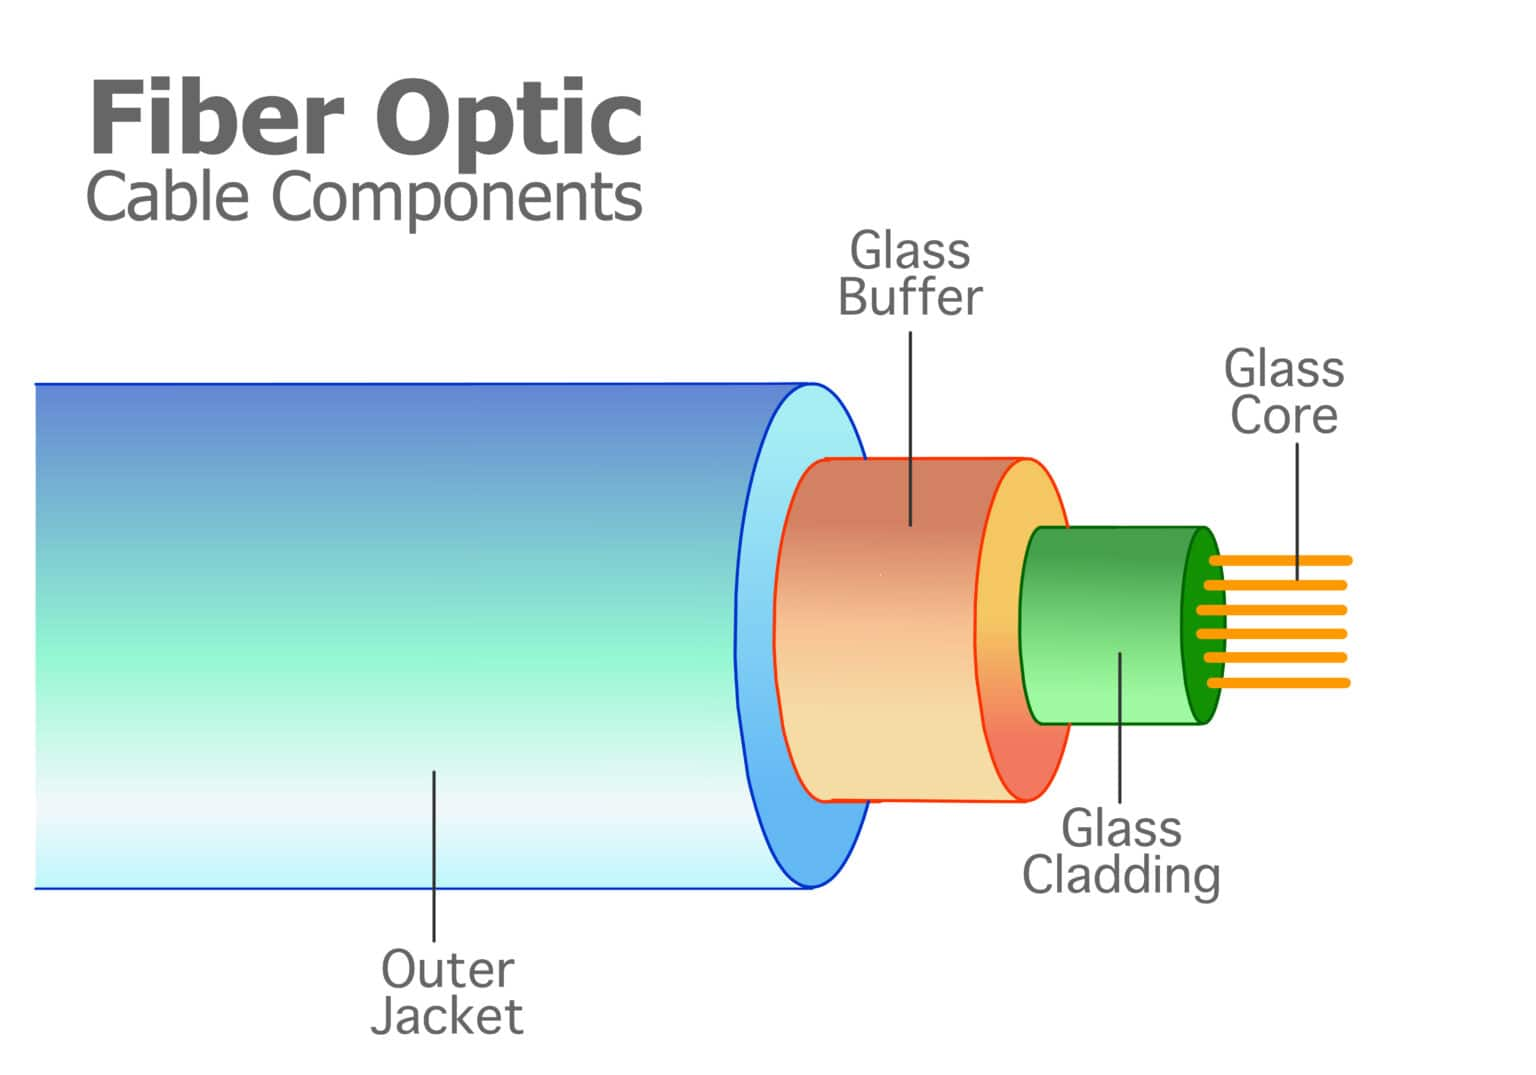 Fiber Optic
Cable Components
Glass
Buffer
Glass
Core
Glass
Cladding
Outer
Jacket